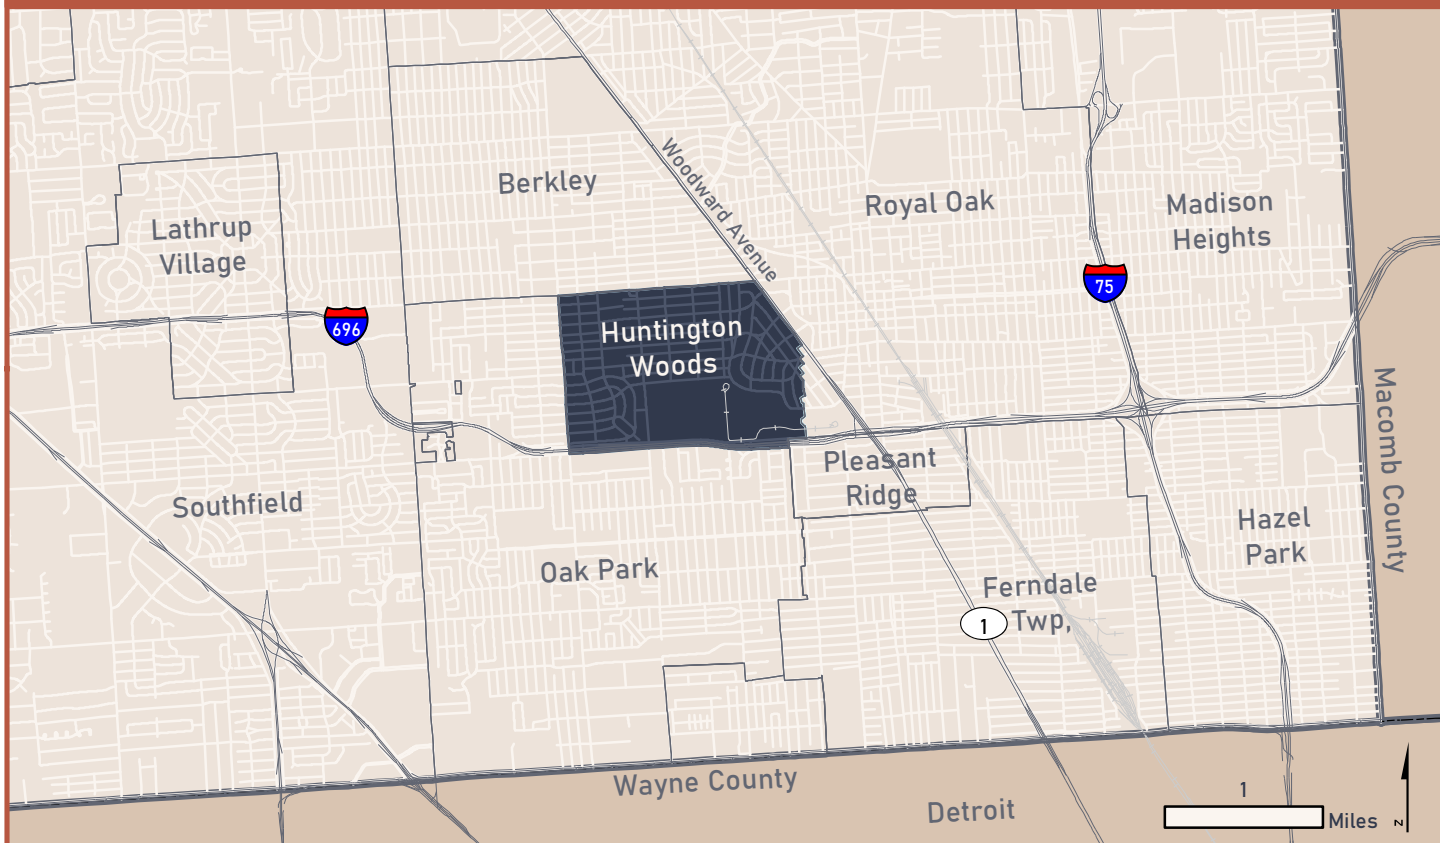 Berkley
Woodward Avenue
Royal Oak
Madison
Heights
Lathrup
Village
75
696
Huntington
Woods
Macomb County
Pleasant
Ridge
Southfield
Hazel
Park
Oak Park
Ferndale
Twp,
1
Wayne County
Detroit
1
Miles
N